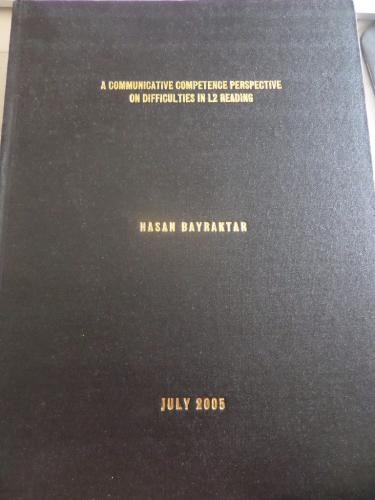 A COMMUNICATIVE COMPETENCE PERSPECTIVE
ON DIFFICULTIES IN L2 READING
HASAN BAYRAKTAR
JULY 2005